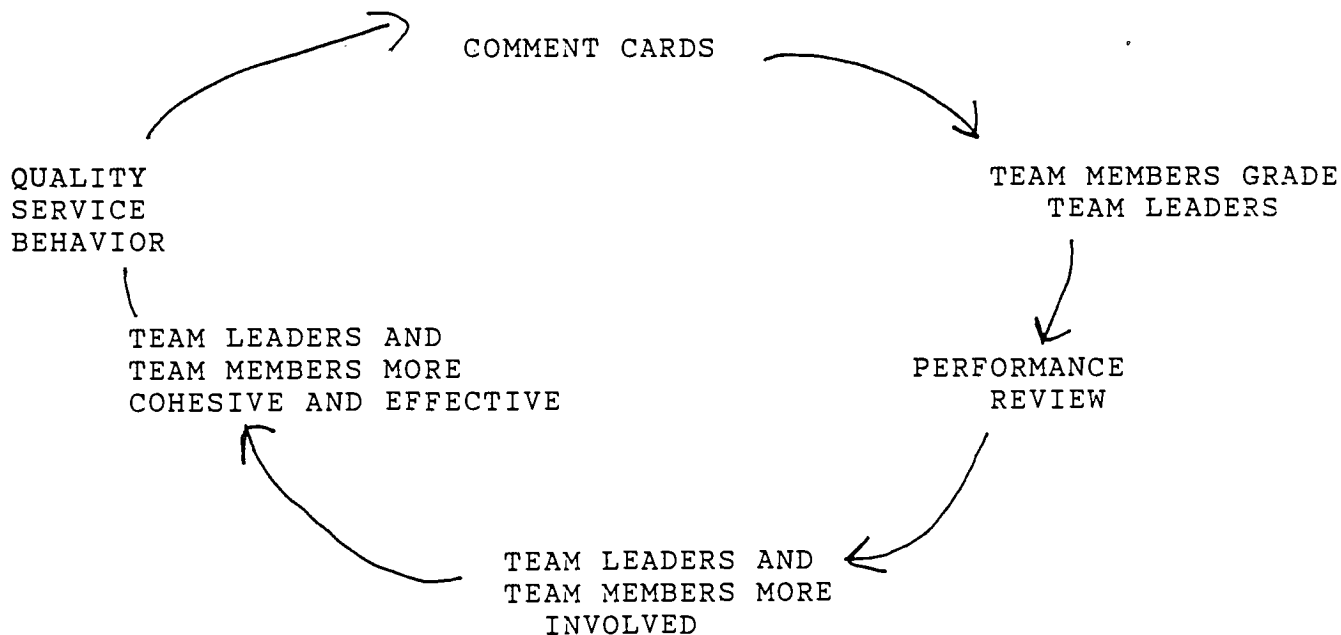 COMMENT CARDS
TEAM MEMBERS GRADE
TEAM LEADERS
PERFORMANCE
REVIEW
TEAM LEADERS AND
TEAM MEMBERS MORE
INVOLVED
TEAM LEADERS AND
TEAM MEMBERS MORE
COHESIVE AND EFFECTIVE
QUALITY
SERVICE
BEHAVIOR